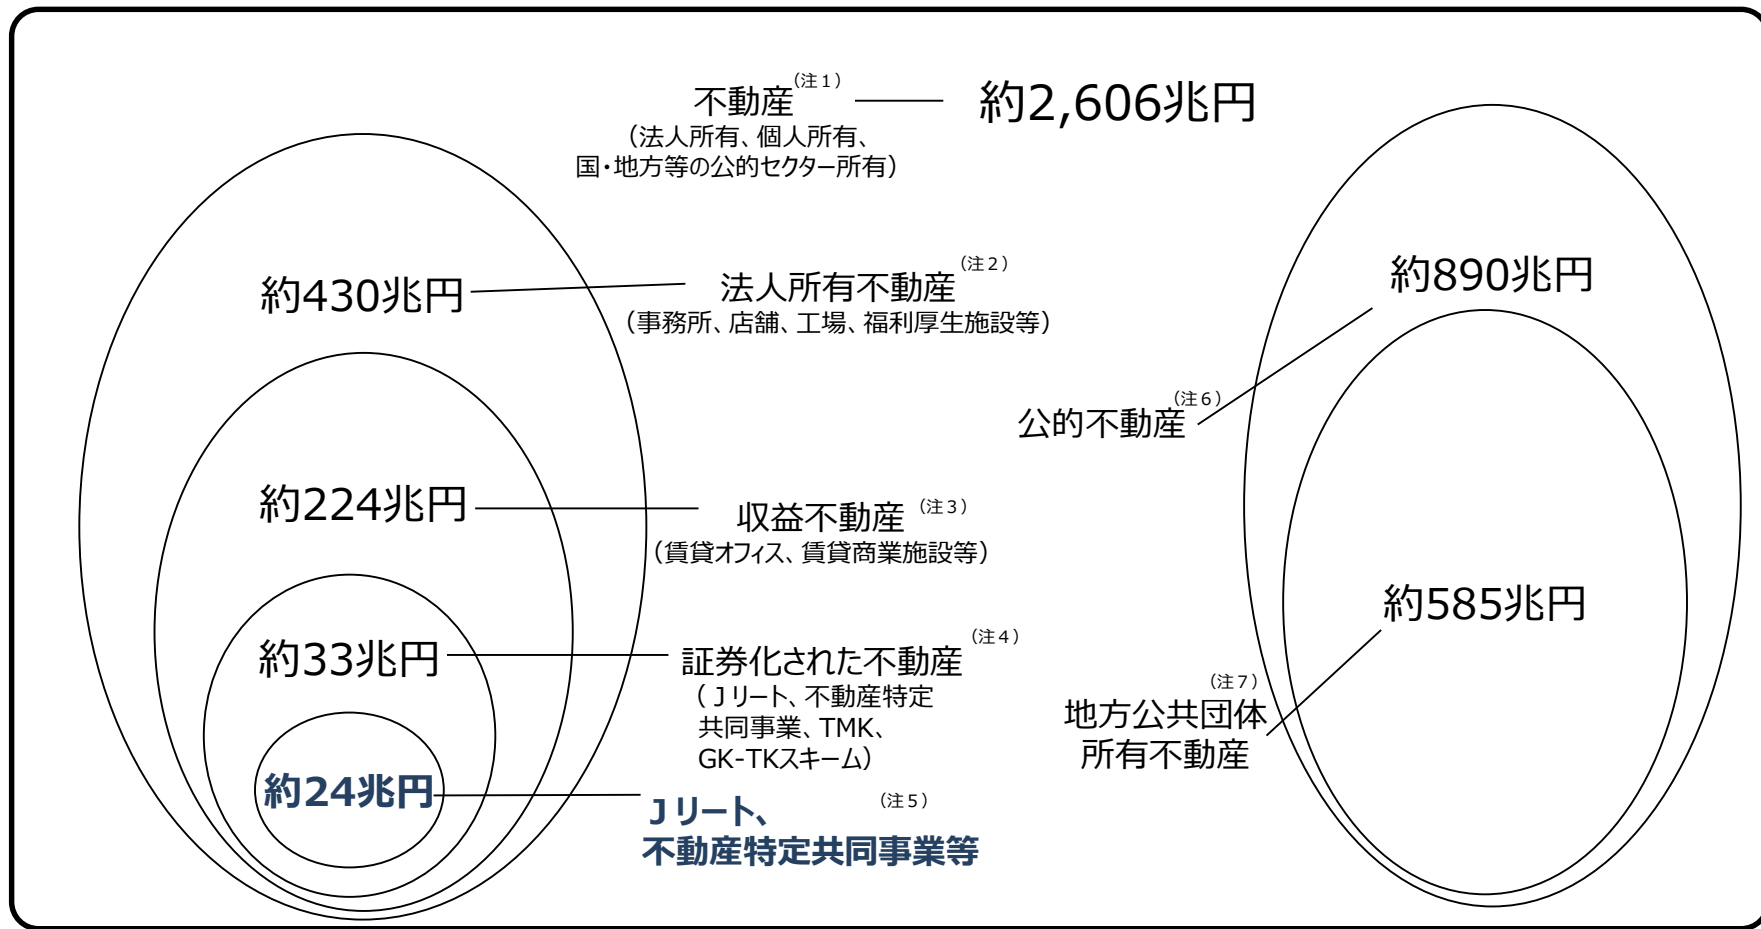 不動産(注1)
約2,606兆円
（法人所有、個人所有、
国・地方等の公的セクター所有）
約430兆円
法人所有不動産(注2)
（事務所、店舗、工場、福利厚生施設等）
約224兆円
収益不動産(注3)
（賃貸オフィス、賃貸商業施設等）
約33兆円
証券化された不動産(注4)
（Jリート、不動産特定
共同事業、TMK、
GK-TKスキーム）
約24兆円
Jリート、(注5)
不動産特定共同事業等
約890兆円
公的不動産(注6)
約585兆円
(注7)
地方公共団体
所有不動産